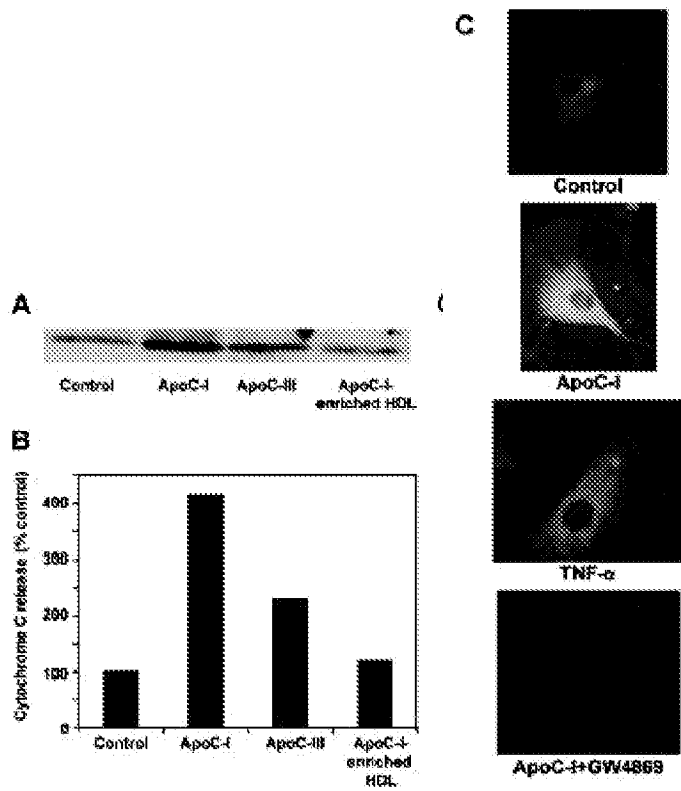 C
Control
ApoC-I
TNF-α
ApoC-I+GW4869
A
Control ApoC-I ApoC-III ApoC-I-
enriched HDL
B
Cytochrome C release (% control)
400
300
200
100
0
Control ApoC-I ApoC-III ApoC-I-
enriched
HDL